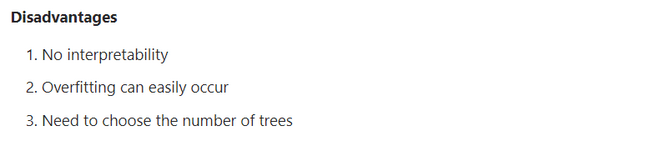 Disadvantages
1. No interpretability
2. Overfitting can easily occur
3. Need to choose the number of trees